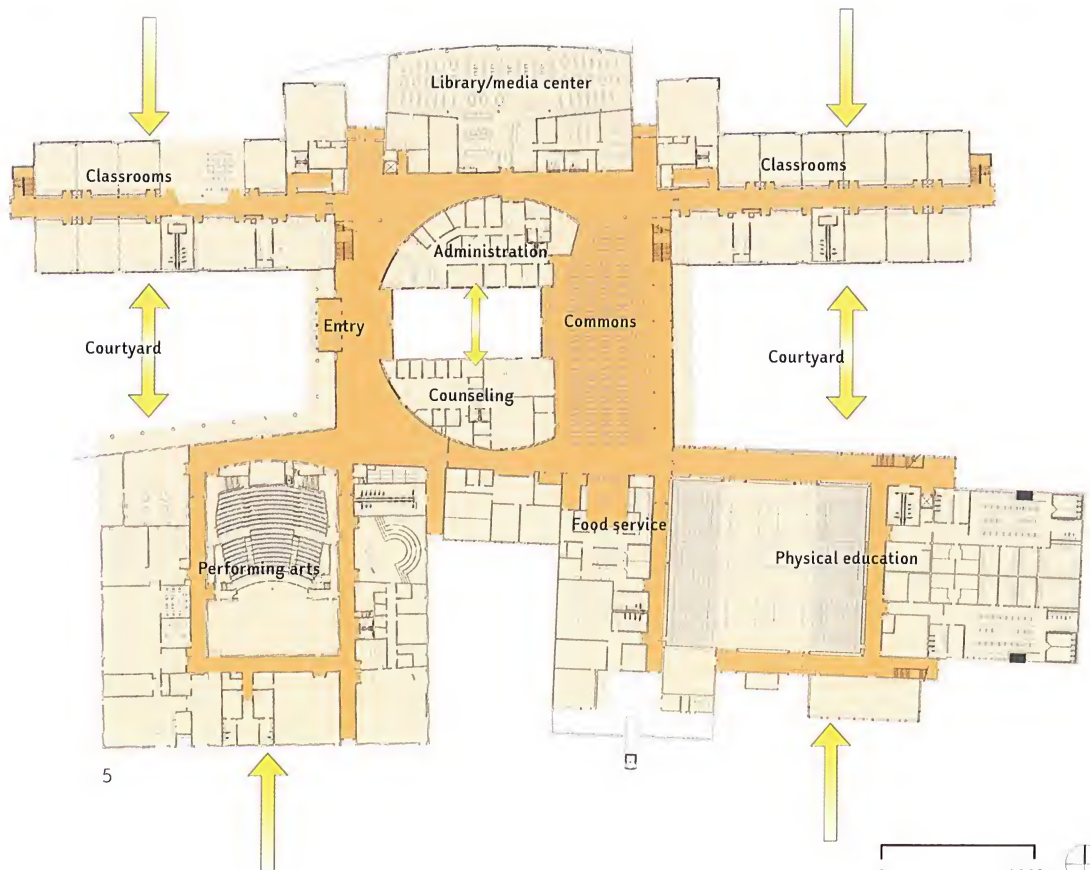 Library/media center
Classrooms
Classrooms
Administration
Entry
Commons
Courtyard
Courtyard
Counseling
Food service
Performing arts
Physical education
5